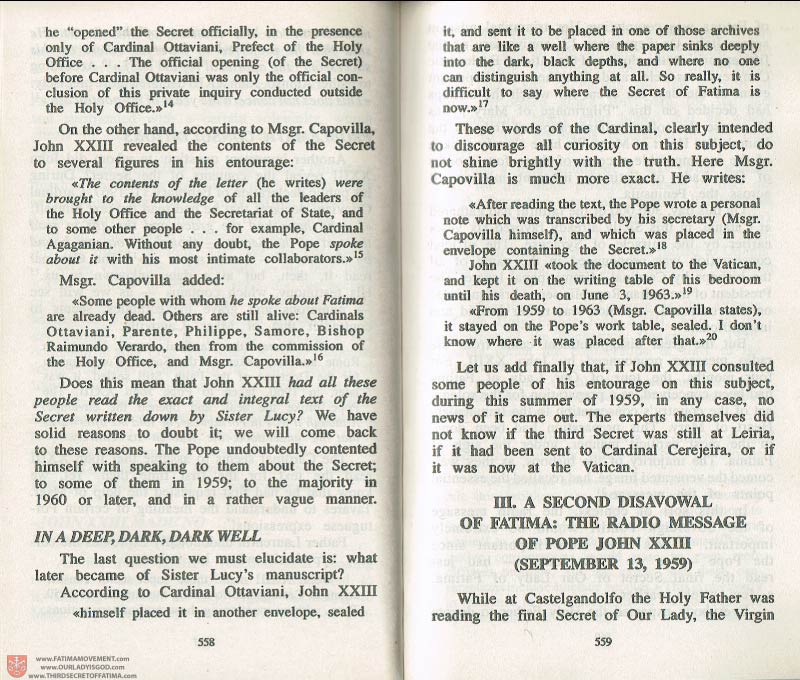 he “opened” the Secret officially, in the presence
only of Cardinal Ottaviani, Prefect of the Holy
Office . . . The official opening (of the Secret)
before Cardinal Ottaviani was only the official con-
clusion of this private inquiry conducted outside
the Holy Office.»14
On the other hand, according to Msgr. Capovilla,
John XXIII revealed the contents of the Secret
to several figures in his entourage:
«The contents of the letter (he writes) were
brought to the knowledge of all the leaders of
the Holy Office and the Secretariat of State, and
to some other people . . . for example, Cardinal
Agaganian. Without any doubt, the Pope spoke
about it with his most intimate collaborators.»15
Msgr. Capovilla added:
«Some people with whom he spoke about Fatima
are already dead. Others are still alive: Cardinals
Ottaviani, Parente, Philippe, Samore, Bishop
Raimundo Verardo, then from the commission of
the Holy Office, and Msgr. Capovilla.»16
Does this mean that John XXIII had all these
people read the exact and integral text of the
Secret written down by Sister Lucy? We have
solid reasons to doubt it; we will come back
to these reasons. The Pope undoubtedly contented
himself with speaking to them about the Secret;
to some of them in 1959; to the majority in
1960 or later, and in a rather vague manner.
IN A DEEP, DARK, DARK WELL
The last question we must elucidate is: what
later became of Sister Lucy’s manuscript?
According to Cardinal Ottaviani, John XXIII
«himself placed it in another envelope, sealed
558
it, and sent it to be placed in one of those archives
that are like a well where the paper sinks deeply
into the dark, black depths, and where no one
can distinguish anything at all. So really, it is
difficult to say where the Secret of Fatima is
now.»17
These words of the Cardinal, clearly intended
to discourage all curiosity on this subject, do
not shine brightly with the truth. Here Msgr.
Capovilla is much more exact. He writes:
«After reading the text, the Pope wrote a personal
note which was transcribed by his secretary (Msgr.
Capovilla himself), and which was placed in the
envelope containing the Secret.»18
John XXIII «took the document to the Vatican,
and kept it on the writing table of his bedroom
until his death, on June 3, 1963.»19
«From 1959 to 1963 (Msgr. Capovilla states),
it stayed on the Pope’s work table, sealed. I don’t
know where it was placed after that.»20
Let us add finally that, if John XXIII consulted
some people of his entourage on this subject,
during this summer of 1959, in any case, no
news of it came out. The experts themselves did
not know if the third Secret was still at Leiria,
if it had been sent to Cardinal Cerejeira, or if
it was now at the Vatican.
III. A SECOND DISAVOWAL
OF FATIMA: THE RADIO MESSAGE
OF POPE JOHN XXIII
(SEPTEMBER 13, 1959)
While at Castelgandolfo the Holy Father was
reading the final Secret of Our Lady, the Virgin
559
www.FATIMAMOVEMENT.com
www.OURLADYISGOD.com
www.THIRDSECRETOFFATIMA.com